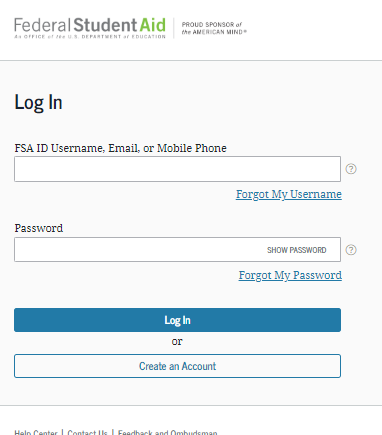 Federal Student Aid
An OFFICE of the U.S. DEPARTMENT of EDUCATION
PROUD SPONSOR of
the AMERICAN MIND®
Log In
FSA ID Username, Email, or Mobile Phone
?
Forgot My Username
Password
SHOW PASSWORD
?
Forgot My Password
Log In
or
Create an Account
Help Center | Contact Us | Feedback and Ombudsman